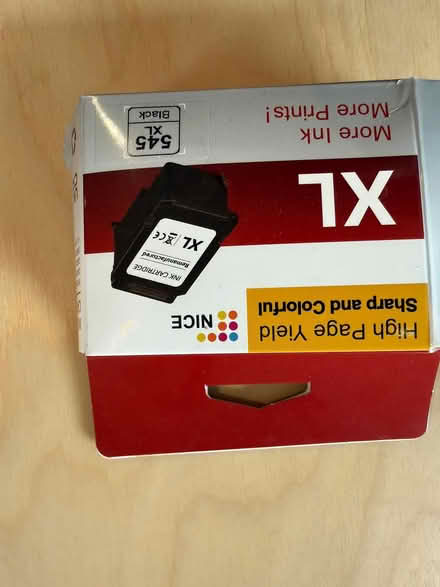 High Page Yield
Sharp and Colorful
NICE
INK CARTRIDGE
Remanufactured
XL
CE
XL
More Ink
More Prints!
545
XL
Black